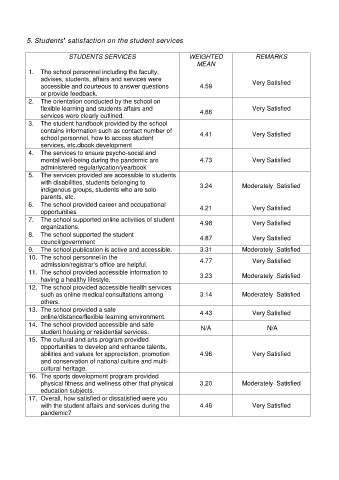 5. Students' satisfaction on the student services
STUDENTS SERVICES WEIGHTED MEAN REMARKS
1. The school personnel including the faculty,
advises, students, affairs and services were
accessible and courteous to answer questions
or provide feedback.
4.59 Very Satisfied
2. The orientation conducted by the school on
flexible learning and students affairs and
services were clearly outlined.
4.86 Very Satisfied
3. The student handbook provided by the school
contains information such as contact number of
school personnel, how to access student
services, etc.dbook development
4.41 Very Satisfied
4. The services to ensure psycho-social and
mental well-being during the pandemic are
administered regularlycation/yearbook
4.73 Very Satisfied
5. The services provided are accessible to students
with disabilities, students belonging to
indigenous groups, students who are solo
parents, etc.
3.24 Moderately Satisfied
6. The school provided career and occupational
opportunities
4.21 Very Satisfied
7. The school supported online activities of student
organizations.
4.98 Very Satisfied
8. The school supported the student
council/government
4.87 Very Satisfied
9. The school publication is active and accessible. 3.31 Moderately Satisfied
10. The school personnel in the
admission/registrar's office are helpful.
4.77 Very Satisfied
11. The school provided accessible information to
having a healthy lifestyle.
3.23 Moderately Satisfied
12. The school provided accessible health services
such as online medical consultations among
others.
3.14 Moderately Satisfied
13. The school provided a safe
online/distance/flexible learning environment.
4.43 Very Satisfied
14. The school provided accessible and safe
student housing or residential services.
N/A N/A
15. The cultural and arts program provided
opportunities to develop and enhance talents,
abilities and values for appreciation, promotion
and conservation of national culture and multi-
cultural heritage.
4.96 Very Satisfied
16. The sports development program provided
physical fitness and wellness other that physical
education subjects.
3.20 Moderately Satisfied
17. Overall, how satisfied or dissatisfied were you
with the student affairs and services during the
pandemic?
4.46 Very Satisfied